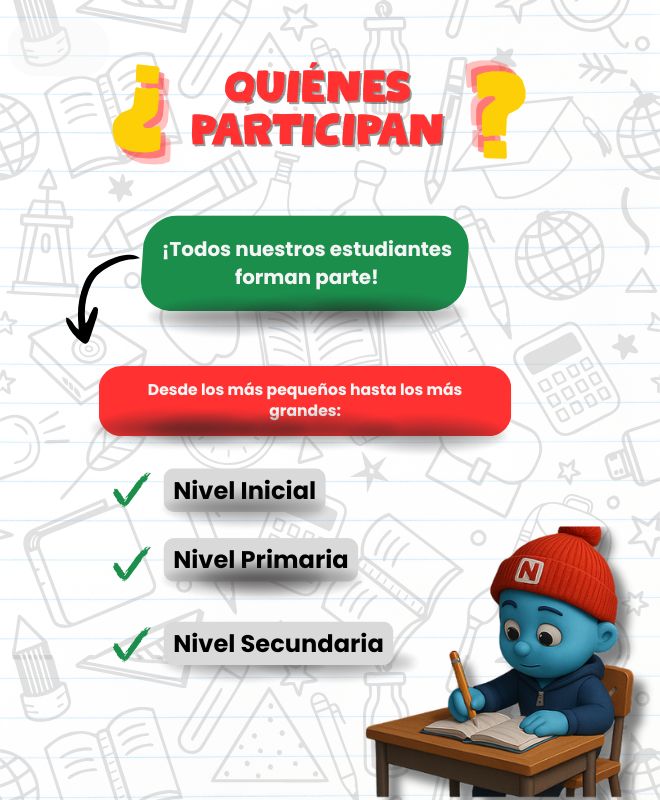 ¿ QUIÉNES
PARTICIPAN ?
¡Todos nuestros estudiantes
forman parte!
Desde los más pequeños hasta los más
grandes:
Nivel Inicial
Nivel Primaria
Nivel Secundaria
N